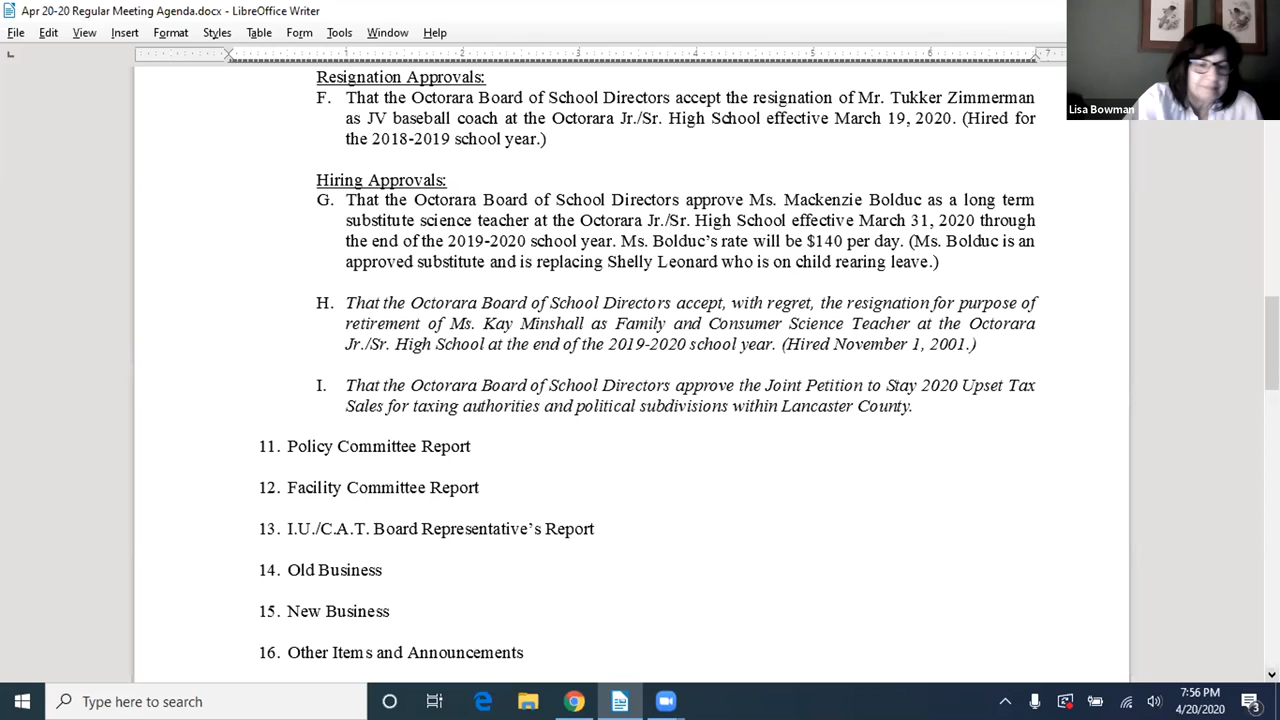 Apr 20-20 Regular Meeting Agenda.docx - LibreOffice Writer
File Edit View Insert Format Styles Table Form Tools Window Help
1 2 3 4 5 6 7
Lisa Bowman
Resignation Approvals:
F. That the Octorara Board of School Directors accept the resignation of Mr. Tukker Zimmerman
as JV baseball coach at the Octorara Jr./Sr. High School effective March 19, 2020. (Hired for
the 2018-2019 school year.)
Hiring Approvals:
G. That the Octorara Board of School Directors approve Ms. Mackenzie Bolduc as a long term
substitute science teacher at the Octorara Jr./Sr. High School effective March 31, 2020 through
the end of the 2019-2020 school year. Ms. Bolduc’s rate will be $140 per day. (Ms. Bolduc is an
approved substitute and is replacing Shelly Leonard who is on child rearing leave.)
H. That the Octorara Board of School Directors accept, with regret, the resignation for purpose of
retirement of Ms. Kay Minshall as Family and Consumer Science Teacher at the Octorara
Jr./Sr. High School at the end of the 2019-2020 school year. (Hired November 1, 2001.)
I. That the Octorara Board of School Directors approve the Joint Petition to Stay 2020 Upset Tax
Sales for taxing authorities and political subdivisions within Lancaster County.
11. Policy Committee Report
12. Facility Committee Report
13. I.U./C.A.T. Board Representative’s Report
14. Old Business
15. New Business
16. Other Items and Announcements
Type here to search
7:56 PM
4/20/2020
3